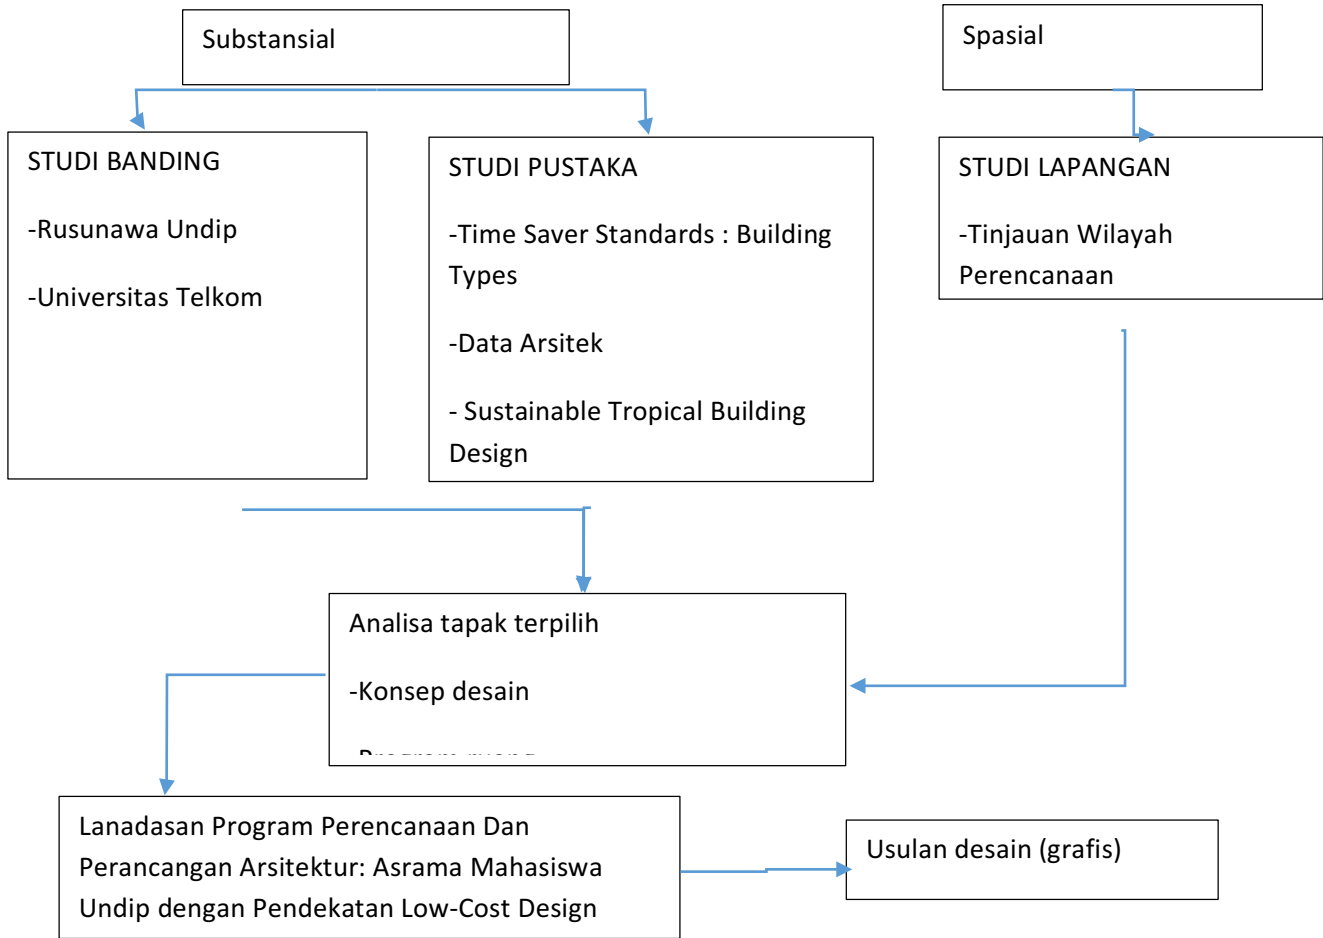 Substansial
Spasial
STUDI BANDING
-Rusunawa Undip
-Universitas Telkom
STUDI PUSTAKA
-Time Saver Standards : Building
Types
-Data Arsitek
- Sustainable Tropical Building
Design
STUDI LAPANGAN
-Tinjauan Wilayah
Perencanaan
Analisa tapak terpilih
-Konsep desain
-Program ruang
Lanadasan Program Perencanaan Dan
Perancangan Arsitektur: Asrama Mahasiswa
Undip dengan Pendekatan Low-Cost Design
Usulan desain (grafis)